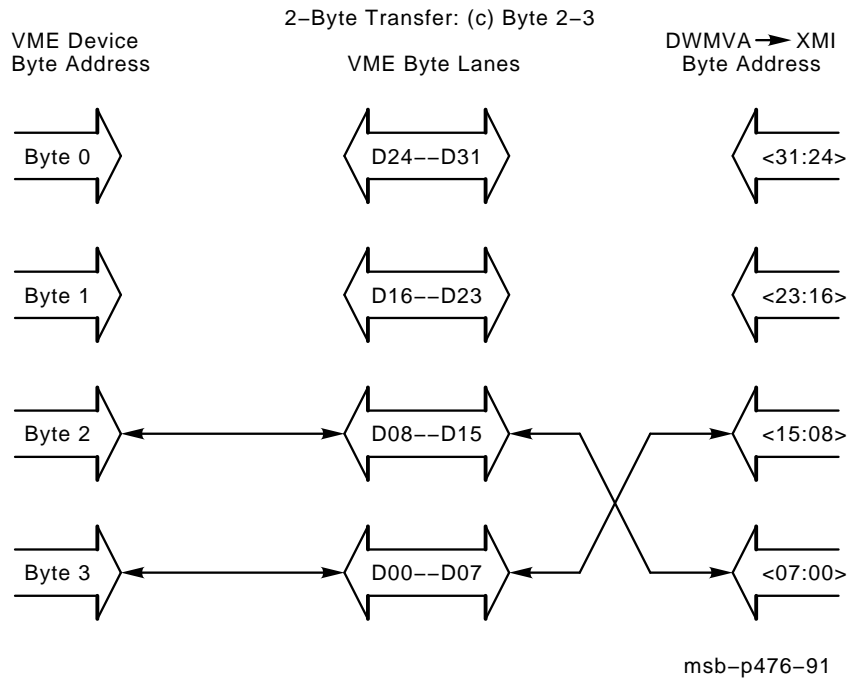 2–Byte Transfer: (c) Byte 2–3
VME Device
Byte Address
VME Byte Lanes
DWMVA → XMI
Byte Address
Byte 0
D24––D31
<31:24>
Byte 1
D16––D23
<23:16>
Byte 2
D08––D15
<15:08>
Byte 3
D00––D07
<07:00>
msb–p476–91